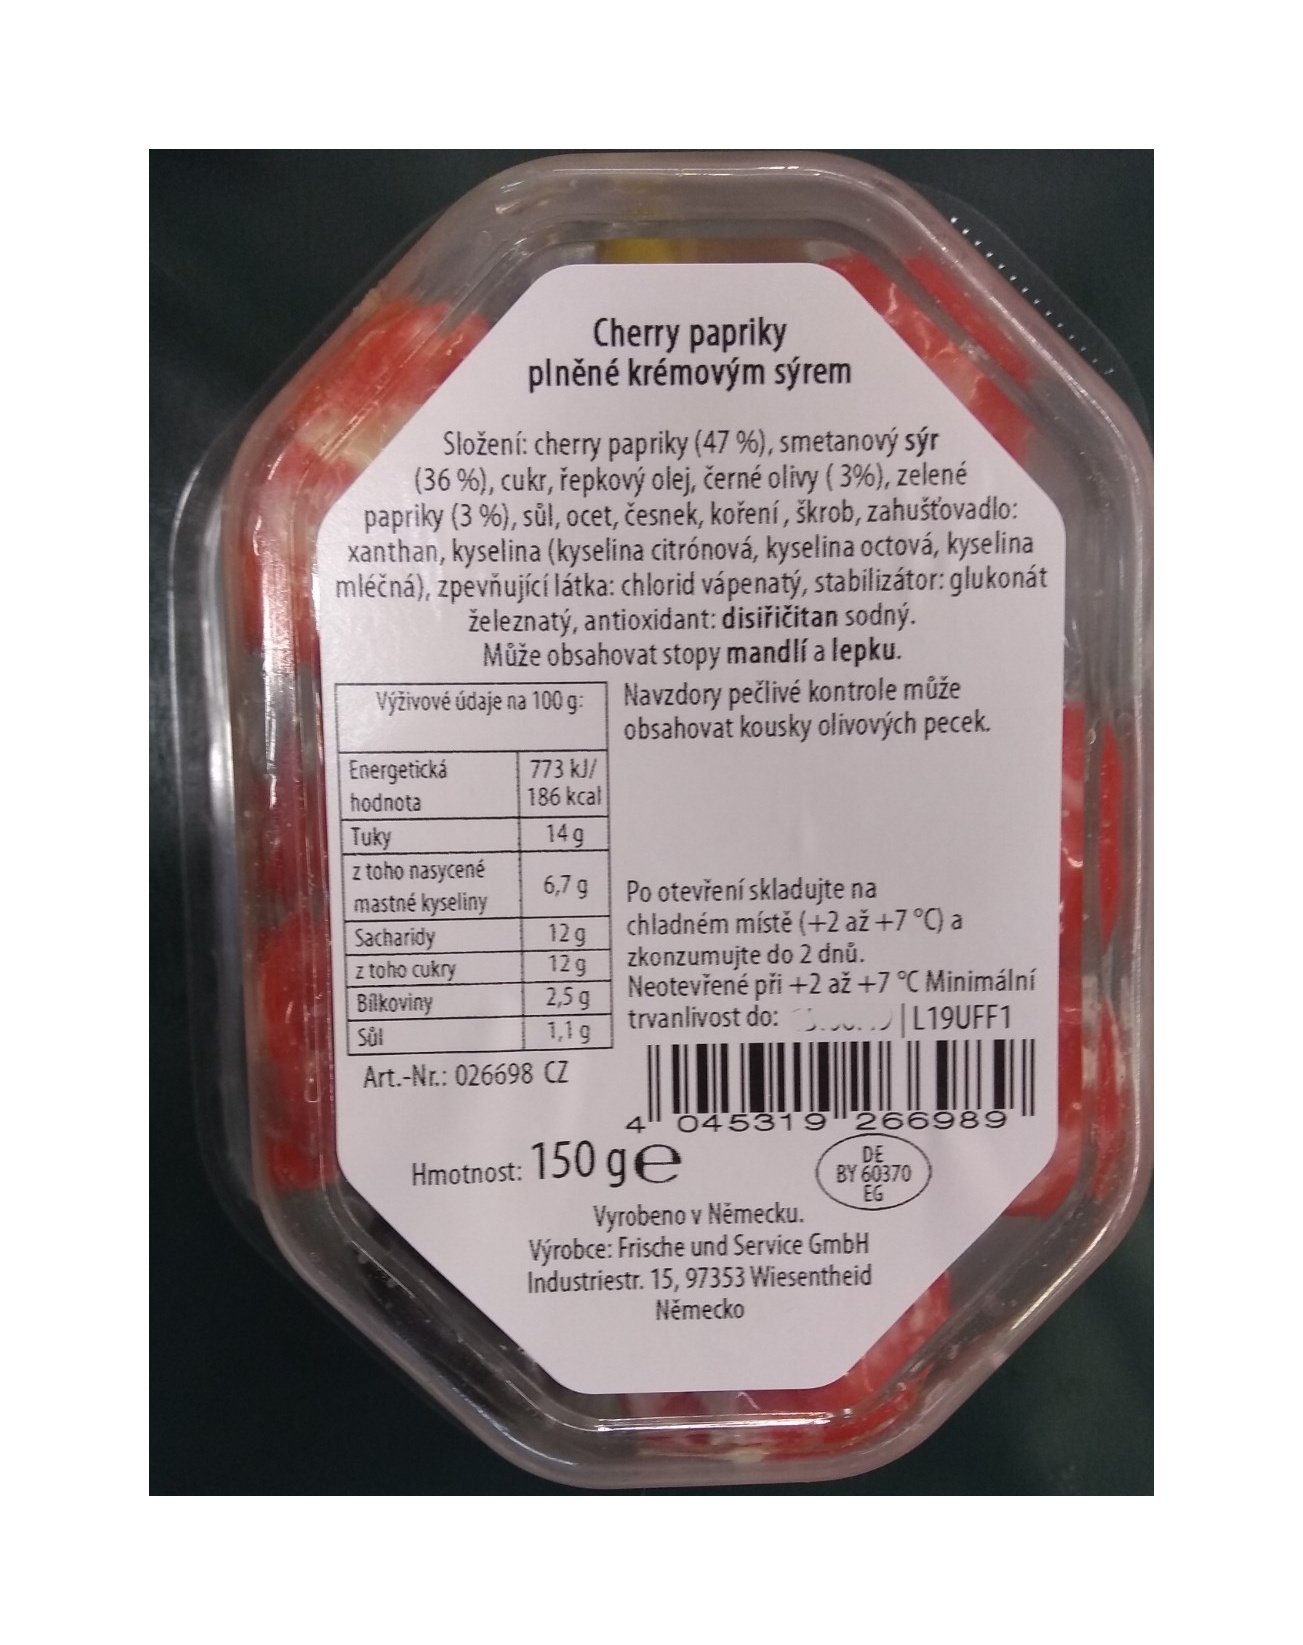 Cherry papriky
plněné krémovým sýrem
Složení: cherry papriky (47 %), smetanový sýr
(36 %), cukr, řepkový olej, černé olivy ( 3%), zelené
papriky (3 %), sůl, ocet, česnek, koření, škrob, zahušťovadlo:
xanthan, kyselina (kyselina citrónová, kyselina octová, kyselina
mléčná), zpevňující látka: chlorid vápenatý, stabilizátor: glukonát
železnatý, antioxidant: disiřičitan sodný.
Může obsahovat stopy mandlí a lepku.
Výživové údaje na 100 g:
Energetická hodnota 773 kJ/ 186 kcal
Tuky 14 g
z toho nasycené mastné kyseliny 6,7 g
Sacharidy 12 g
z toho cukry 12 g
Bílkoviny 2,5 g
Sůl 1,1 g
Navzdory pečlivé kontrole může
obsahovat kousky olivových pecek.
Po otevření skladujte na
chladném místě (+2 až +7 °C) a
zkonzumujte do 2 dnů.
Neotevřené při +2 až +7 °C Minimální
trvanlivost do: | L19UFF1
Art.-Nr.: 026698 CZ
4 045319 266989
Hmotnost: 150 g e
DE
BY 60370
EG
Vyrobeno v Německu.
Výrobce: Frische und Service GmbH
Industriestr. 15, 97353 Wiesentheid
Německo